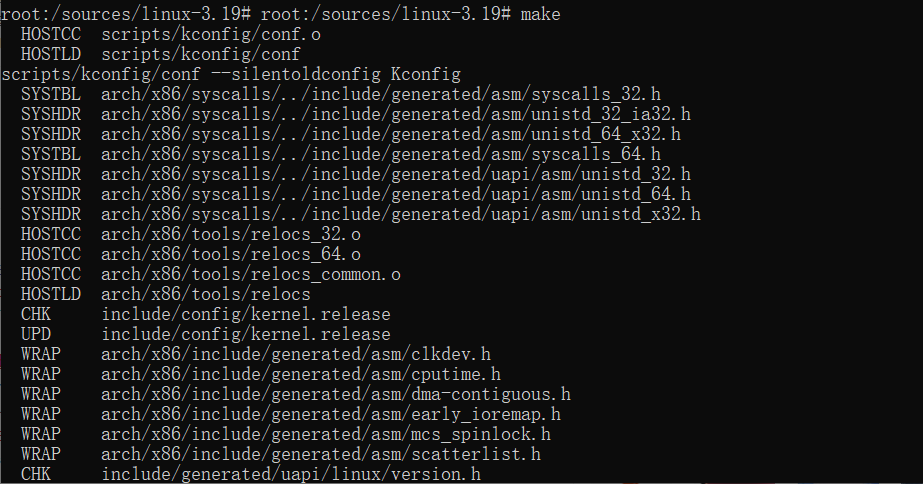 root:/sources/linux-3.19# root:/sources/linux-3.19# make
  HOSTCC  scripts/kconfig/conf.o
  HOSTLD  scripts/kconfig/conf
scripts/kconfig/conf --silentoldconfig Kconfig
  SYSTBL  arch/x86/syscalls/../include/generated/asm/syscalls_32.h
  SYSHDR  arch/x86/syscalls/../include/generated/asm/unistd_32_ia32.h
  SYSHDR  arch/x86/syscalls/../include/generated/asm/unistd_64_x32.h
  SYSTBL  arch/x86/syscalls/../include/generated/asm/syscalls_64.h
  SYSHDR  arch/x86/syscalls/../include/generated/uapi/asm/unistd_32.h
  SYSHDR  arch/x86/syscalls/../include/generated/uapi/asm/unistd_64.h
  SYSHDR  arch/x86/syscalls/../include/generated/uapi/asm/unistd_x32.h
  HOSTCC  arch/x86/tools/relocs_32.o
  HOSTCC  arch/x86/tools/relocs_64.o
  HOSTCC  arch/x86/tools/relocs_common.o
  HOSTLD  arch/x86/tools/relocs
  CHK     include/config/kernel.release
  UPD     include/config/kernel.release
  WRAP    arch/x86/include/generated/asm/clkdev.h
  WRAP    arch/x86/include/generated/asm/cputime.h
  WRAP    arch/x86/include/generated/asm/dma-contiguous.h
  WRAP    arch/x86/include/generated/asm/early_ioremap.h
  WRAP    arch/x86/include/generated/asm/mcs_spinlock.h
  WRAP    arch/x86/include/generated/asm/scatterlist.h
  CHK     include/generated/uapi/linux/version.h